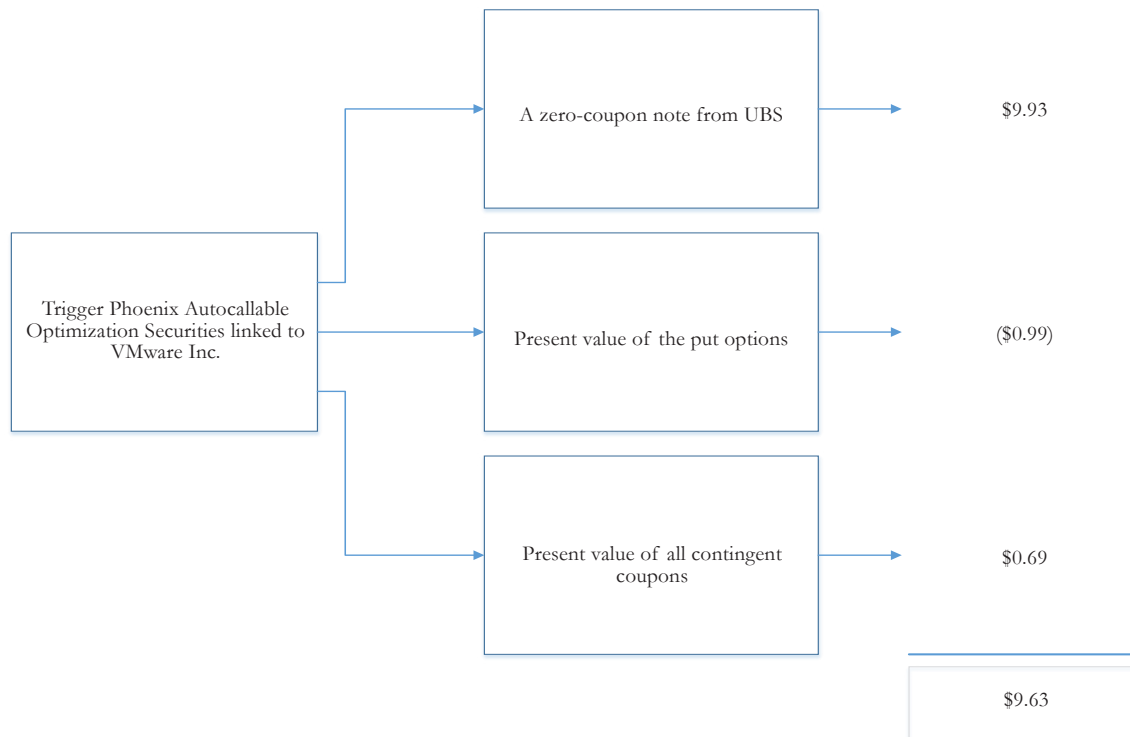 A zero-coupon note from UBS
$9.93
Trigger Phoenix Autocallable
Optimization Securities linked to
VMware Inc.
Present value of the put options
($0.99)
Present value of all contingent
coupons
$0.69
$9.63